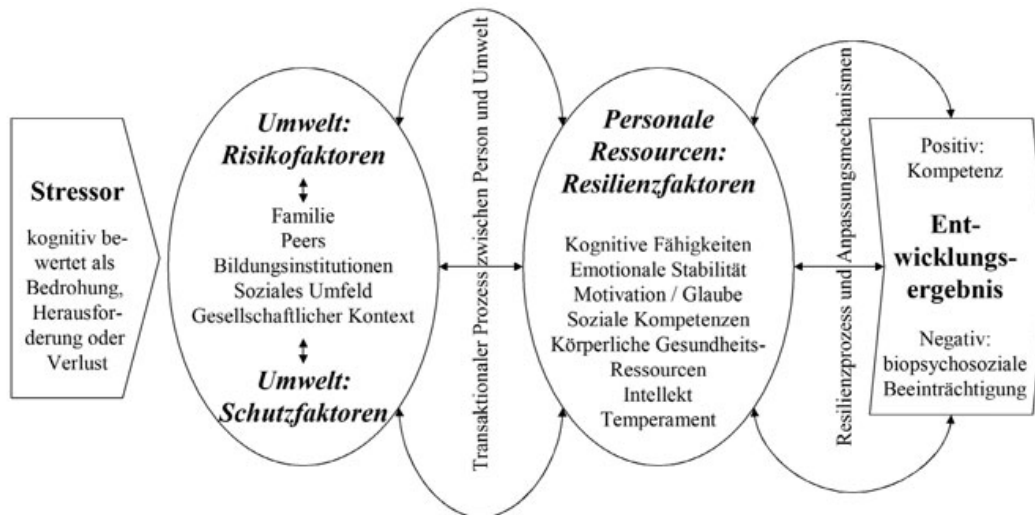 Stressor
kognitiv be-
wertet als
Bedrohung,
Herausfor-
derung oder
Verlust
Umwelt:
Risikofaktoren
Familie
Peers
Bildungsinstitutionen
Soziales Umfeld
Gesellschaftlicher Kontext
Umwelt:
Schutzfaktoren
Transaktionaler Prozess zwischen Person und Umwelt
Personale
Ressourcen:
Resilienzfaktoren
Kognitive Fähigkeiten
Emotionale Stabilität
Motivation / Glaube
Soziale Kompetenzen
Körperliche Gesundheits-
Ressourcen
Intellekt
Temperament
Resilienzprozess und Anpassungsmechanismen
Positiv:
Kompetenz
Ent-
wicklungs-
ergebnis
Negativ:
biopsychosoziale
Beeinträchtigung